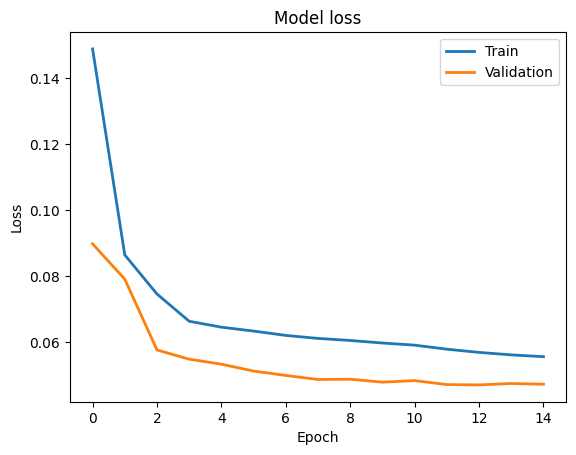 Model loss
Train
Validation
0.14
0.12
0.10
0.08
0.06
Loss
0 2 4 6 8 10 12 14
Epoch